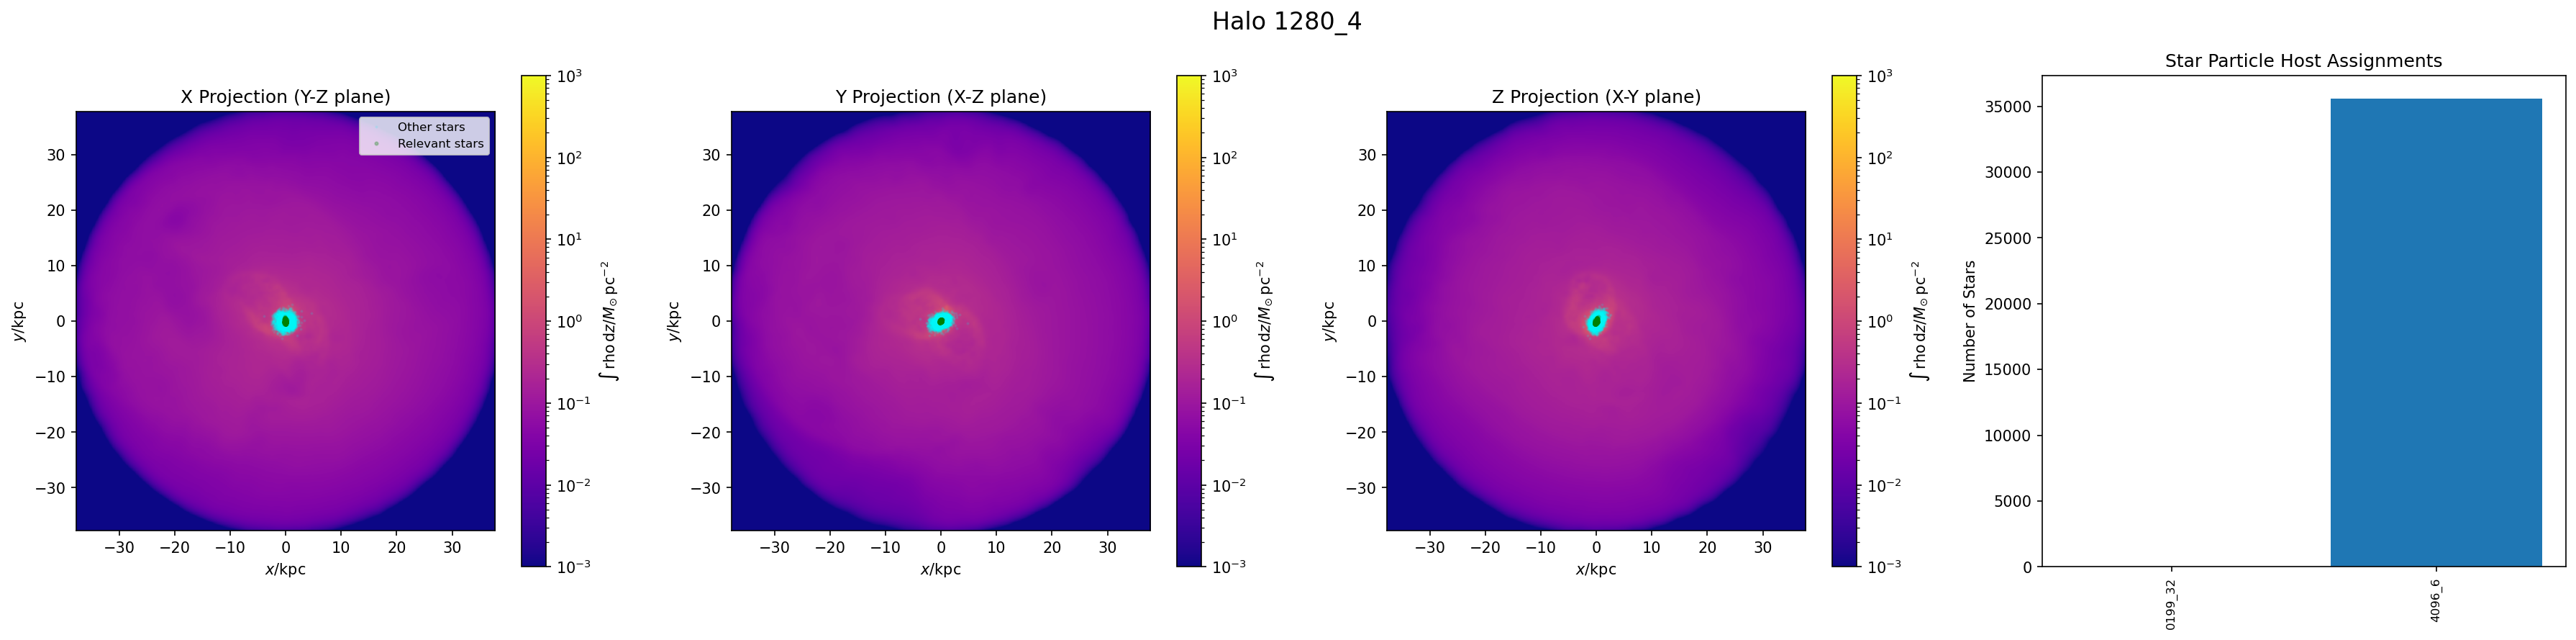 Halo 1280_4
X Projection (Y-Z plane)
Other stars
Relevant stars
30
20
10
0
−10
−20
−30
−30 −20 −10 0 10 20 30
y/kpc
x/kpc
10³
10²
10¹
10⁰
10⁻¹
10⁻²
10⁻³
∫ rho dz/M⊙ pc⁻²
Y Projection (X-Z plane)
30
20
10
0
−10
−20
−30
−30 −20 −10 0 10 20 30
y/kpc
x/kpc
10³
10²
10¹
10⁰
10⁻¹
10⁻²
10⁻³
∫ rho dz/M⊙ pc⁻²
Z Projection (X-Y plane)
30
20
10
0
−10
−20
−30
−30 −20 −10 0 10 20 30
y/kpc
x/kpc
10³
10²
10¹
10⁰
10⁻¹
10⁻²
10⁻³
∫ rho dz/M⊙ pc⁻²
Star Particle Host Assignments
Number of Stars
35000
30000
25000
20000
15000
10000
5000
0
0199_32
4096_6